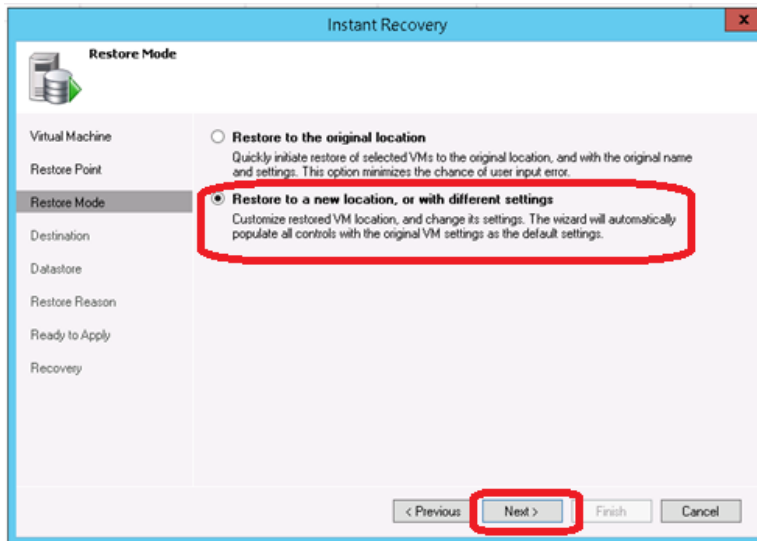 Instant Recovery
x
Restore Mode
Virtual Machine
Restore Point
Restore Mode
Destination
Datastore
Restore Reason
Ready to Apply
Recovery
Restore to the original location
Quickly initiate restore of selected VMs to the original location, and with the original name
and settings. This option minimizes the chance of user input error.
Restore to a new location, or with different settings
Customize restored VM location, and change its settings. The wizard will automatically
populate all controls with the original VM settings as the default settings.
< Previous
Next >
Finish
Cancel